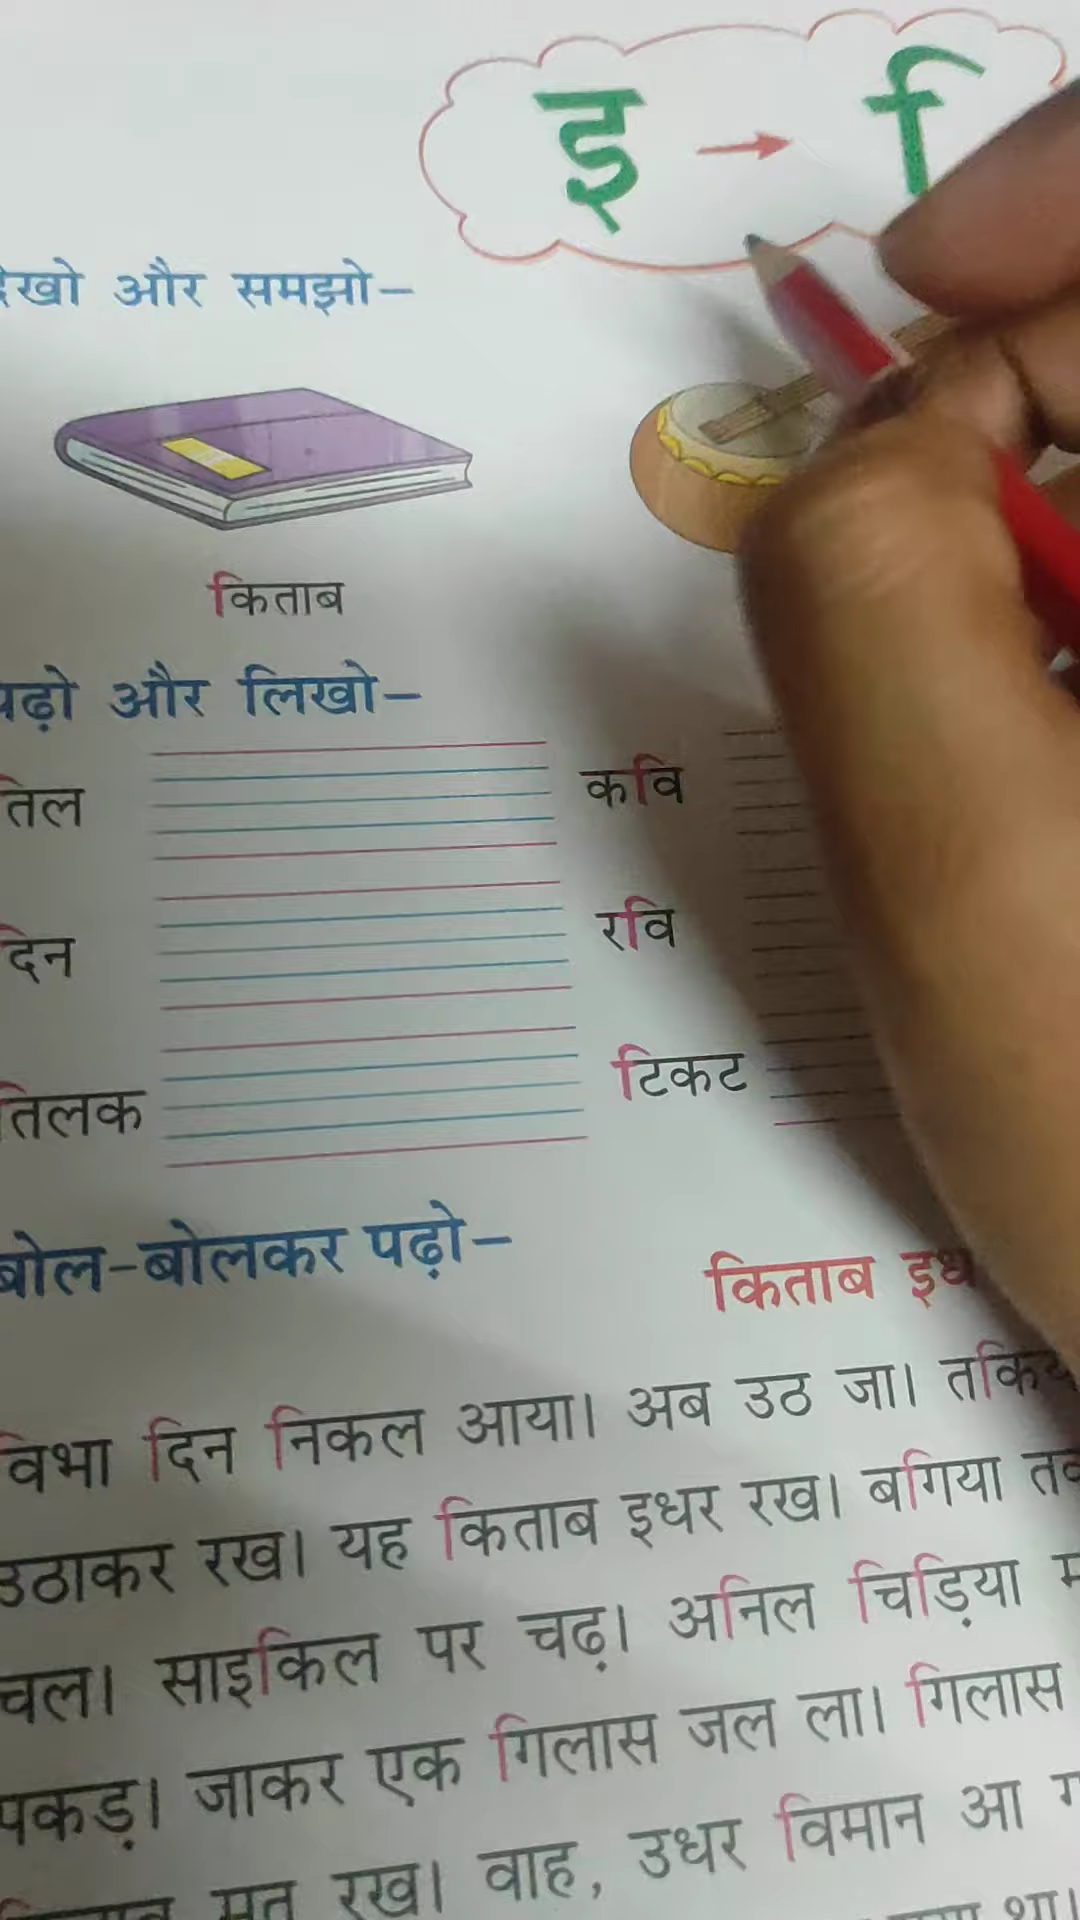 इ → ि
देखो और समझो-
किताब
पढ़ो और लिखो-
तिल कवि
दिन रवि
तिलक टिकट
बोल-बोलकर पढ़ो-
किताब
विभा दिन निकल आया। अब उठ जा।
उठाकर रख। यह किताब इधर रख। बगिया
चल। साइकिल पर चढ़। अनिल चिड़िया
पकड़। जाकर एक गिलास जल ला। गिलास
मत रख। वाह, उधर विमान आ
था।